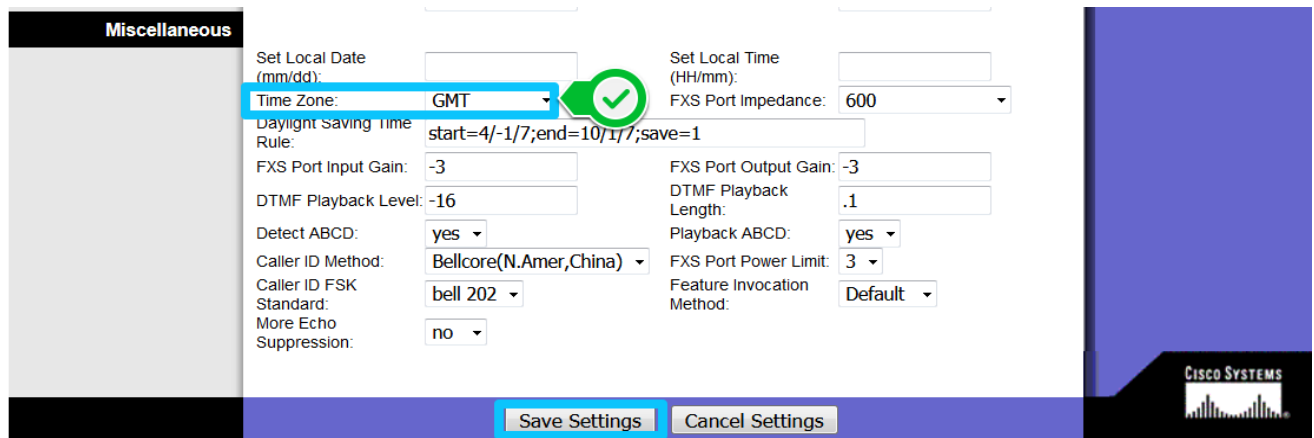 Miscellaneous
Set Local Date
(mm/dd):
Set Local Time
(HH/mm):
Time Zone: GMT FXS Port Impedance: 600
Daylight Saving Time
Rule:
start=4/-1/7;end=10/1/7;save=1
FXS Port Input Gain: -3 FXS Port Output Gain: -3
DTMF Playback Level: -16 DTMF Playback
Length:
.1
Detect ABCD: yes Playback ABCD: yes
Caller ID Method: Bellcore(N.Amer,China) FXS Port Power Limit: 3
Caller ID FSK
Standard:
bell 202
Feature Invocation
Method:
Default
More Echo
Suppression:
no
CISCO SYSTEMS
Save Settings Cancel Settings